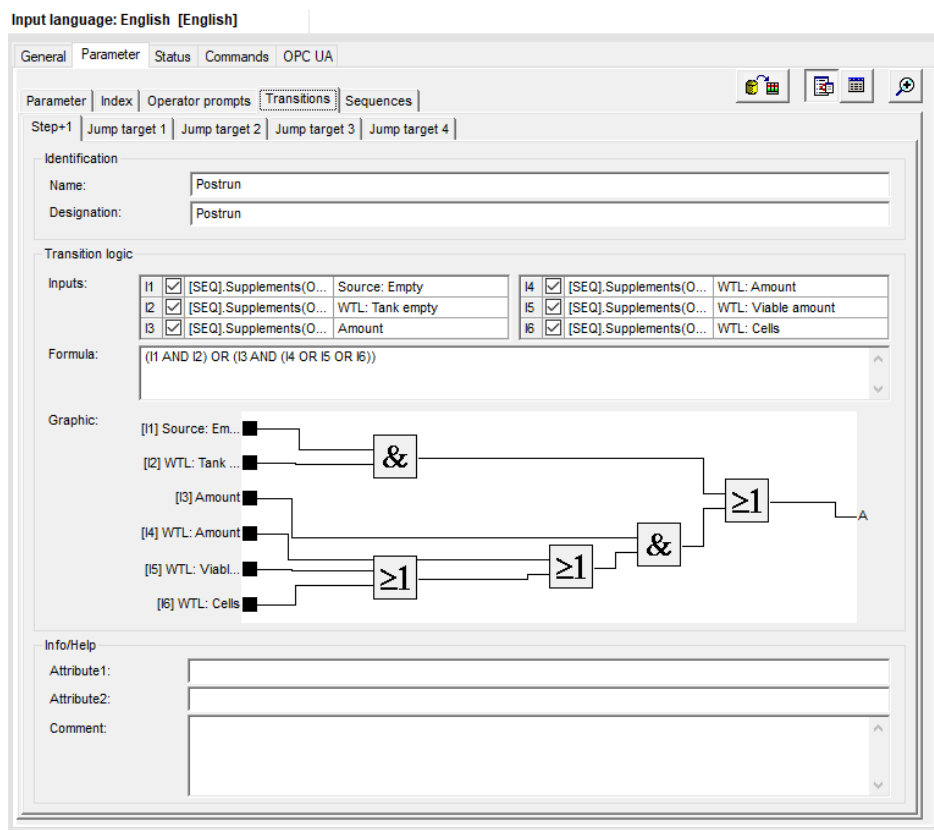 Input language: English [English]
General Parameter Status Commands OPC UA
Parameter Index Operator prompts Transitions Sequences
Step+1 Jump target 1 Jump target 2 Jump target 3 Jump target 4
Identification
Name: Postrun
Designation: Postrun
Transition logic
Inputs: I1 [SEQ].Supplements(O... Source: Empty I4 [SEQ].Supplements(O... WTL: Amount
I2 [SEQ].Supplements(O... WTL: Tank empty I5 [SEQ].Supplements(O... WTL: Viable amount
I3 [SEQ].Supplements(O... Amount I6 [SEQ].Supplements(O... WTL: Cells
Formula: (I1 AND I2) OR (I3 AND (I4 OR I5 OR I6))
Graphic:
[I1] Source: Em...
&
[I2] WTL: Tank ...
[I3] Amount
≥1
A
[I4] WTL: Amount
&
[I5] WTL: Viabl...
≥1
≥1
[I6] WTL: Cells
Info/Help
Attribute1:
Attribute2:
Comment: